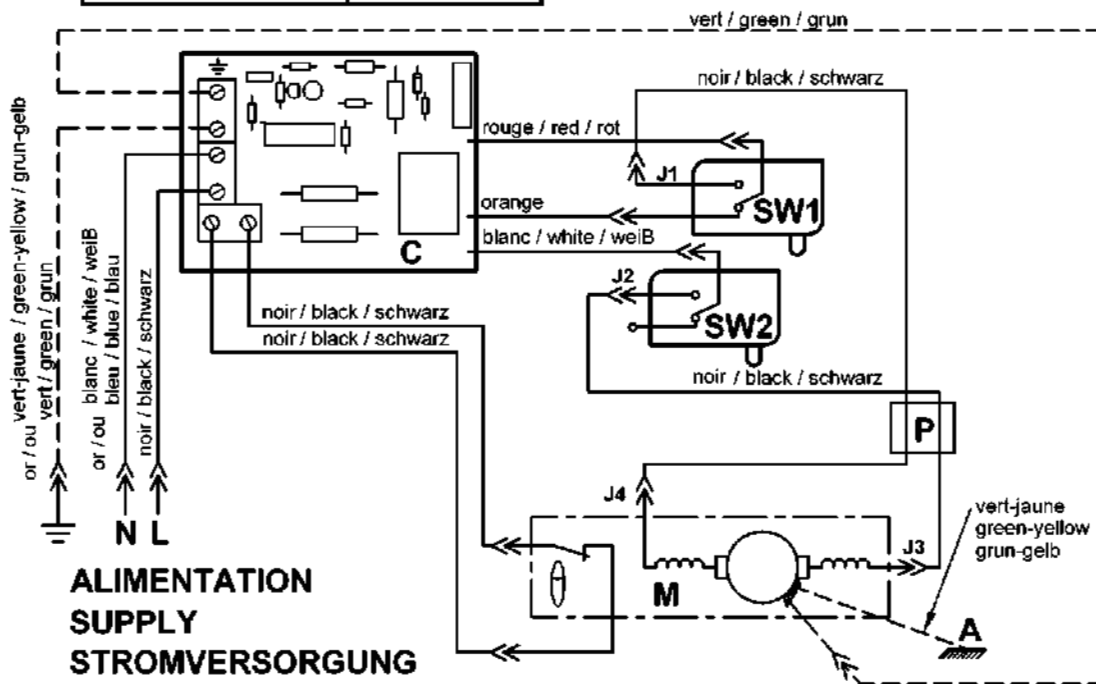 vert / green / grun
noir / black / schwarz
rouge / red / rot
J1
SW1
orange
C
blanc / white / weiB
J2
SW2
noir / black / schwarz
noir / black / schwarz
noir / black / schwarz
P
or / ou vert-jaune / green-yellow / grun-gelb
vert / green / grun
or / ou blanc / white / weiB
bleu / blue / blau
noir / black / schwarz
J4
vert-jaune
green-yellow
grun-gelb
N L
J3
M
A
ALIMENTATION
SUPPLY
STROMVERSORGUNG